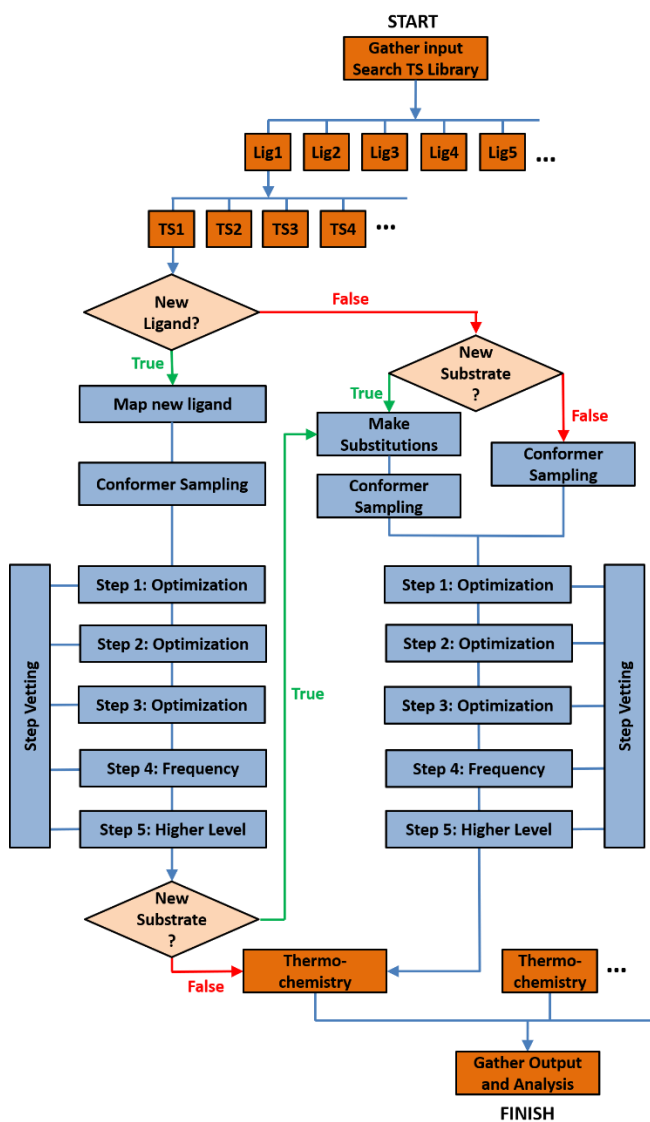 START
Gather input
Search TS Library
Lig1 Lig2 Lig3 Lig4 Lig5 ...
TS1 TS2 TS3 TS4 ...
New
Ligand?
False
True
New
Substrate
?
True
False
Map new ligand
Make
Substitutions
Conformer
Sampling
Conformer Sampling
Conformer
Sampling
Step Vetting
Step 1: Optimization
Step 2: Optimization
Step 3: Optimization
Step 4: Frequency
Step 5: Higher Level
True
Step 1: Optimization
Step 2: Optimization
Step 3: Optimization
Step 4: Frequency
Step 5: Higher Level
Step Vetting
New
Substrate
?
False
Thermo-
chemistry
Thermo-
chemistry
...
Gather Output
and Analysis
FINISH